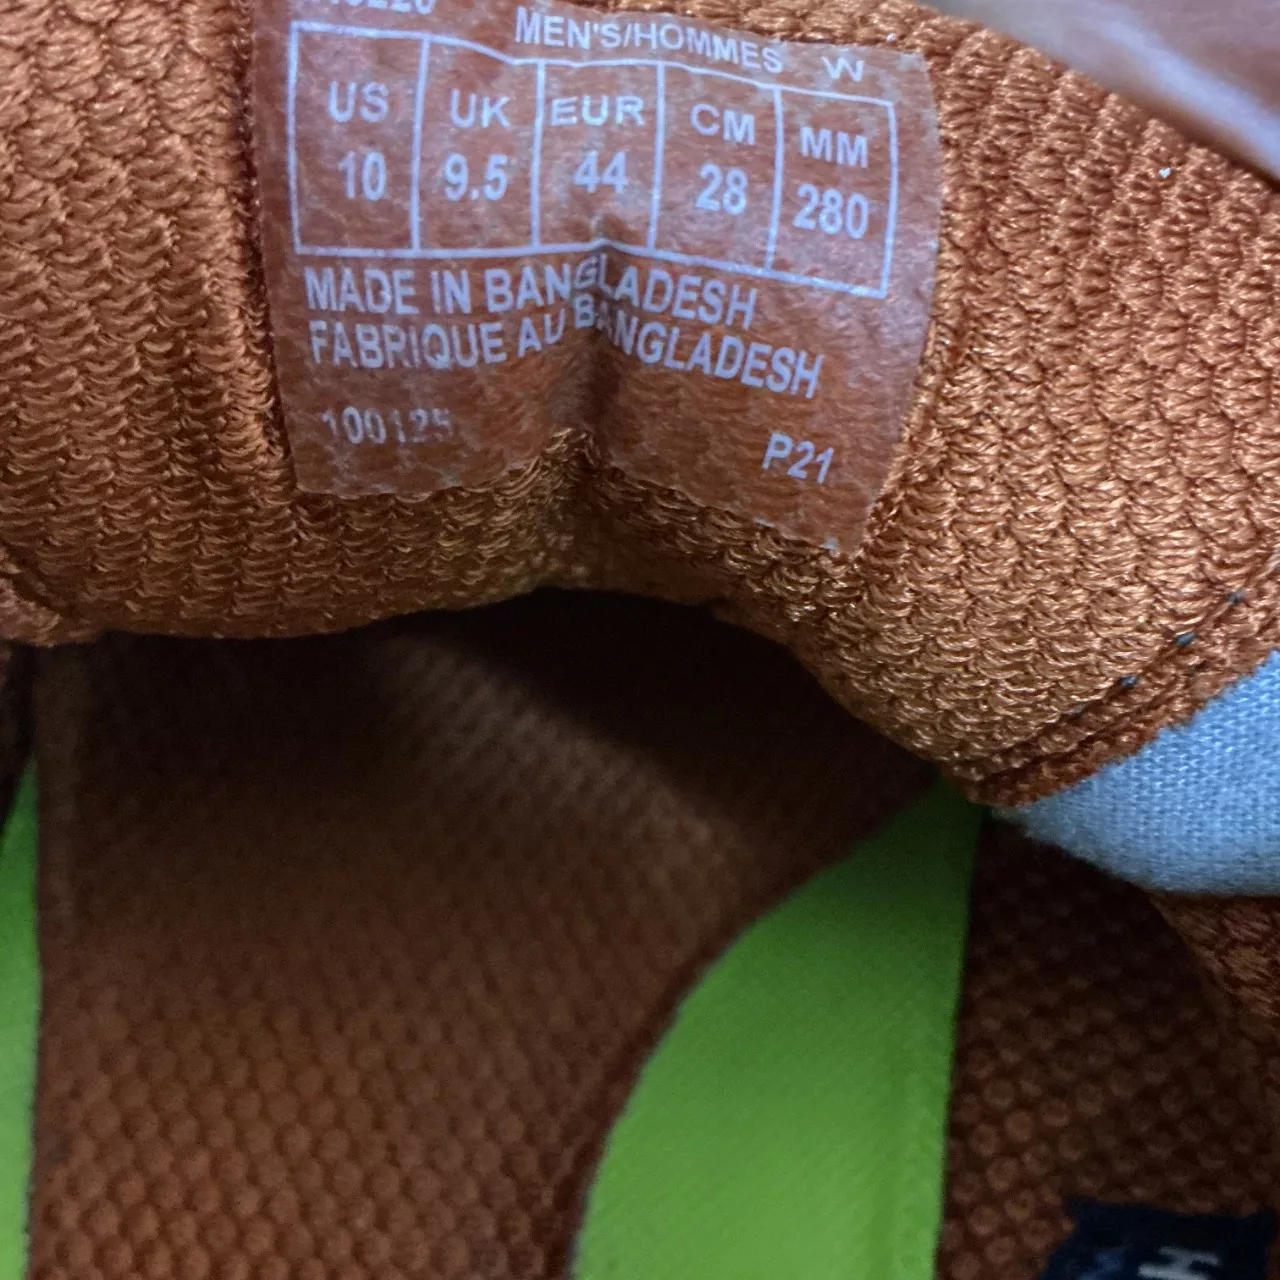 MEN'S/HOMMES W
US UK EUR CM MM
10 9.5 44 28 280
MADE IN BANGLADESH
FABRIQUE AU BANGLADESH
100125
P21